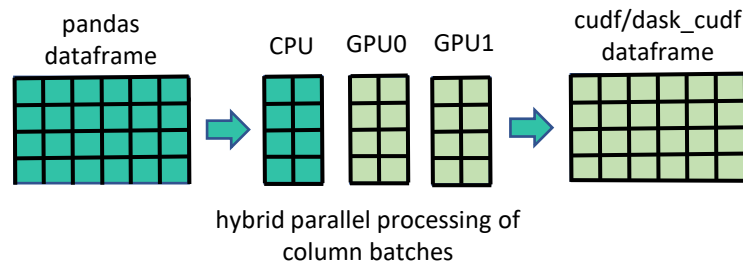 pandas
dataframe
CPU
GPU0
GPU1
cudf/dask_cudf
dataframe
hybrid parallel processing of
column batches